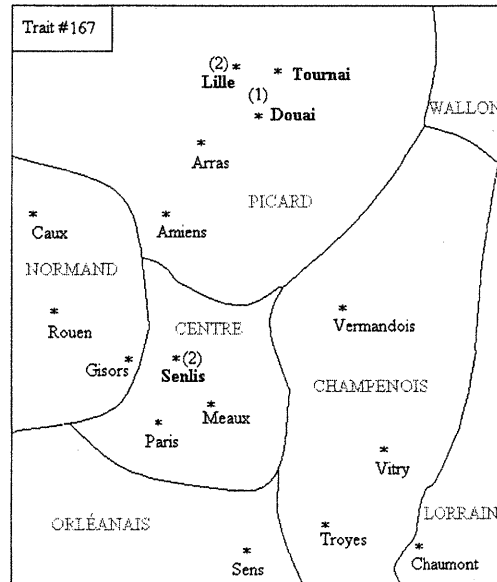 Trait #167
(2)
Lille
Tournai
(1)
Douai
WALLON
Arras
PICARD
Caux
Amiens
NORMAND
Rouen
CENTRE
Vermandois
Gisors
(2)
Senlis
CHAMPENOIS
Meaux
Paris
Vitry
ORLÉANAIS
LORRAIN
Troyes
Sens
Chaumont